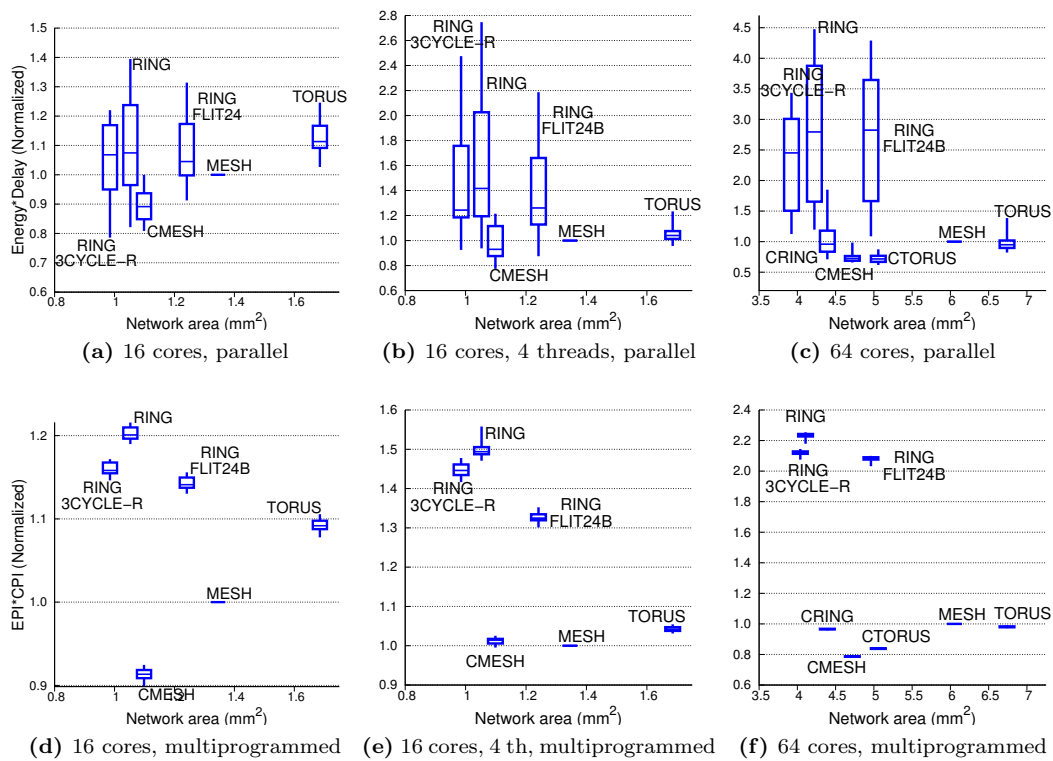 Energy*Delay (Normalized)
1.5
1.4
1.3
1.2
1.1
1.0
0.9
0.8
0.7
0.6
0.8
1
1.2
1.4
1.6
RING
RING
FLIT24
TORUS
MESH
CMESH
RING
3CYCLE-R
Network area (mm²)
(a) 16 cores, parallel
2.8
2.6
2.4
2.2
2.0
1.8
1.6
1.4
1.2
1.0
0.8
0.6
0.8
1
1.2
1.4
1.6
RING
3CYCLE-R
RING
RING
FLIT24B
TORUS
MESH
CMESH
Network area (mm²)
(b) 16 cores, 4 threads, parallel
4.5
4.0
3.5
3.0
2.5
2.0
1.5
1.0
0.5
3.5
4
4.5
5
5.5
6
6.5
7
RING
RING
3CYCLE-R
RING
FLIT24B
MESH
TORUS
CRING
CMESH
CTORUS
Network area (mm²)
(c) 64 cores, parallel
EPI*CPI (Normalized)
1.2
1.1
1.0
0.9
0.8
1
1.2
1.4
1.6
RING
RING
FLIT24B
RING
3CYCLE-R
TORUS
MESH
CMESH
Network area (mm²)
(d) 16 cores, multiprogrammed
1.6
1.5
1.4
1.3
1.2
1.1
1.0
0.9
0.8
1
1.2
1.4
1.6
RING
RING
3CYCLE-R
RING
FLIT24B
TORUS
MESH
CMESH
Network area (mm²)
(e) 16 cores, 4 th, multiprogrammed
2.4
2.2
2.0
1.8
1.6
1.4
1.2
1.0
0.8
0.6
3.5
4
4.5
5
5.5
6
6.5
7
RING
RING
3CYCLE-R
RING
FLIT24B
CRING
MESH
TORUS
CTORUS
CMESH
Network area (mm²)
(f) 64 cores, multiprogrammed